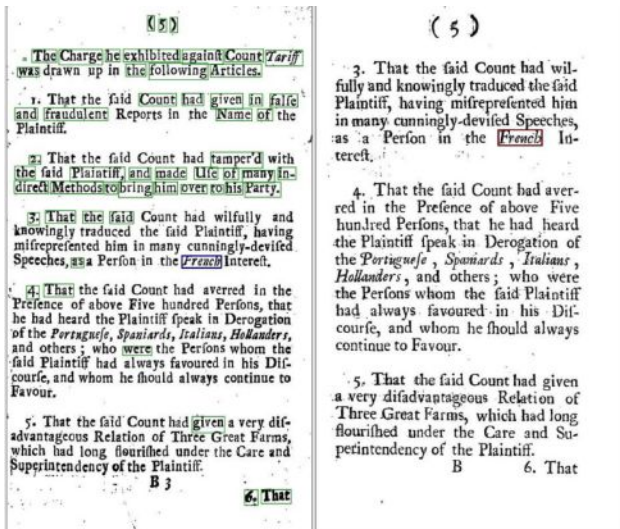 (5)
The Charge he exhibited againſt Count Tariff
was drawn up in the following Articles.
1. That the ſaid Count had given in falſe
and fraudulent Reports in the Name of the
Plaintiff.
2. That the ſaid Count had tamper'd with
the ſaid Plaintiff, and made Uſe of many in-
direct Methods to bring him over to his Party.
3. That the ſaid Count had wilfully and
knowingly traduced the ſaid Plaintiff, having
miſrepreſented him in many cunningly-deviſed
Speeches, as a Perſon in the French Intereſt.
4. That the ſaid Count had averred in the
Preſence of above Five Hundred Perſons, that
he had heard the Plaintiff ſpeak in Derogation
of the Portugueſe, Spaniards, Italians, Hollanders,
and others; who were the Perſons whom the
ſaid Plaintiff had always favoured in his Diſ-
courſe, and whom he ſhould always continue to
Favour.
5. That the ſaid Count had given a very diſ-
advantageous Relation of Three Great Farms,
which had long flouriſhed under the Care and
Superintendency of the Plaintiff.
B 3
6. That
(5)
3. That the ſaid Count had wil-
fully and knowingly traduced the ſaid
Plaintiff, having miſrepreſented him
in many cunningly-deviſed Speeches,
as a Perſon in the French In-
tereſt.
4. That the ſaid Count had aver-
red in the Preſence of above Five
hundred Perſons, that he had heard
the Plaintiff ſpeak in Derogation of
the Portugueſe, Spaniards, Italians,
Hollanders, and others; who were
the Perſons whom the ſaid Plaintiff
had always favoured in his Diſ-
courſe, and whom he ſhould always
continue to Favour.
5. That the ſaid Count had given
a very diſadvantageous Relation of
Three Great Farms, which had long
flouriſhed under the Care and Su-
perintendency of the Plaintiff.
B 6. That